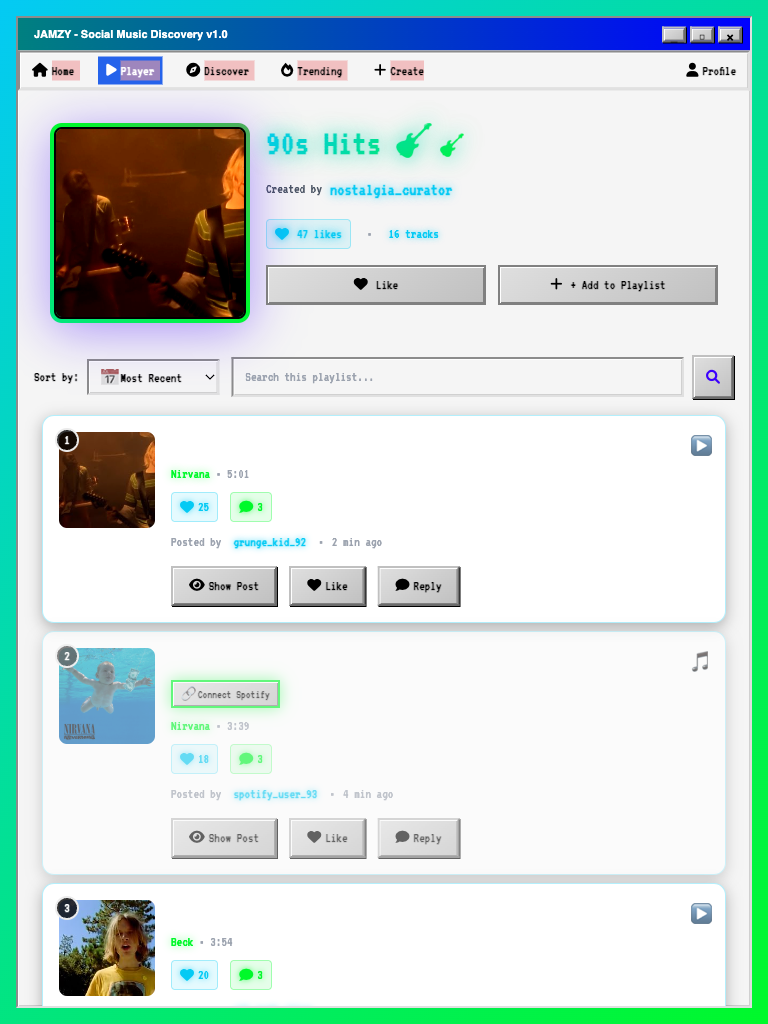 JAMZY - Social Music Discovery v1.0
Home Player Discover Trending Create Profile
90s Hits
Created by nostalgia_curator
47 likes • 16 tracks
Like + Add to Playlist
Sort by: Most Recent Search this playlist...
1
Nirvana • 5:01
25 3
Posted by grunge_kid_92 • 2 min ago
Show Post Like Reply
2
NIRVANA
Connect Spotify
Nirvana • 3:39
18 3
Posted by spotify_user_93 • 4 min ago
Show Post Like Reply
3
Beck • 3:54
20 3